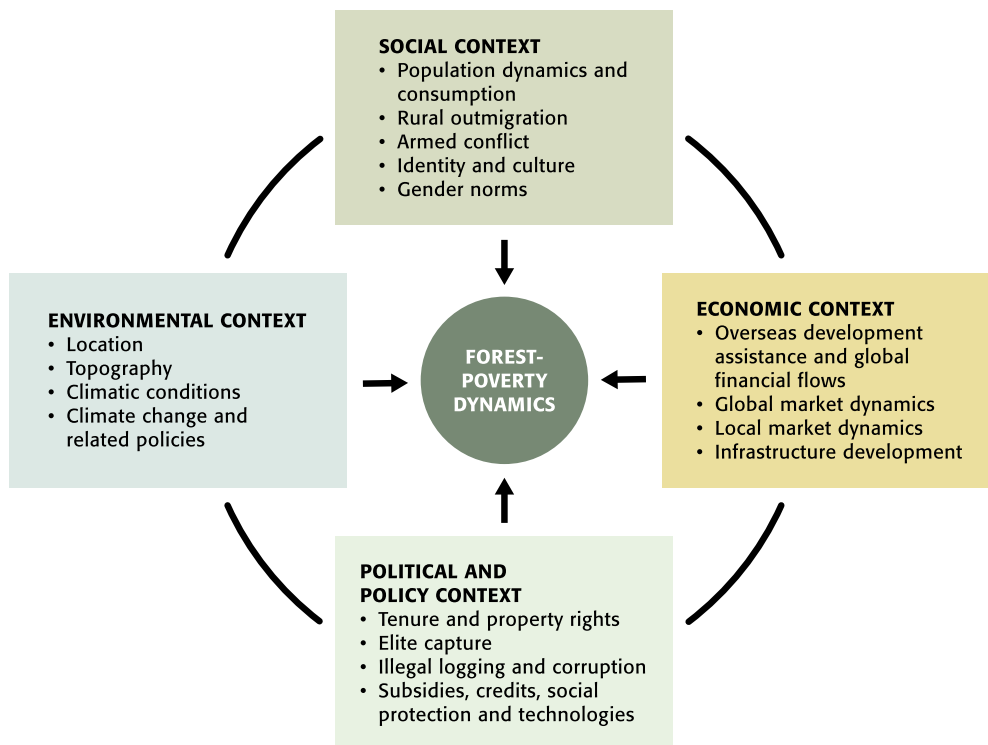 SOCIAL CONTEXT
• Population dynamics and
consumption
• Rural outmigration
• Armed conflict
• Identity and culture
• Gender norms
ENVIRONMENTAL CONTEXT
• Location
• Topography
• Climatic conditions
• Climate change and
related policies
FOREST-
POVERTY
DYNAMICS
ECONOMIC CONTEXT
• Overseas development
assistance and global
financial flows
• Global market dynamics
• Local market dynamics
• Infrastructure development
POLITICAL AND
POLICY CONTEXT
• Tenure and property rights
• Elite capture
• Illegal logging and corruption
• Subsidies, credits, social
protection and technologies